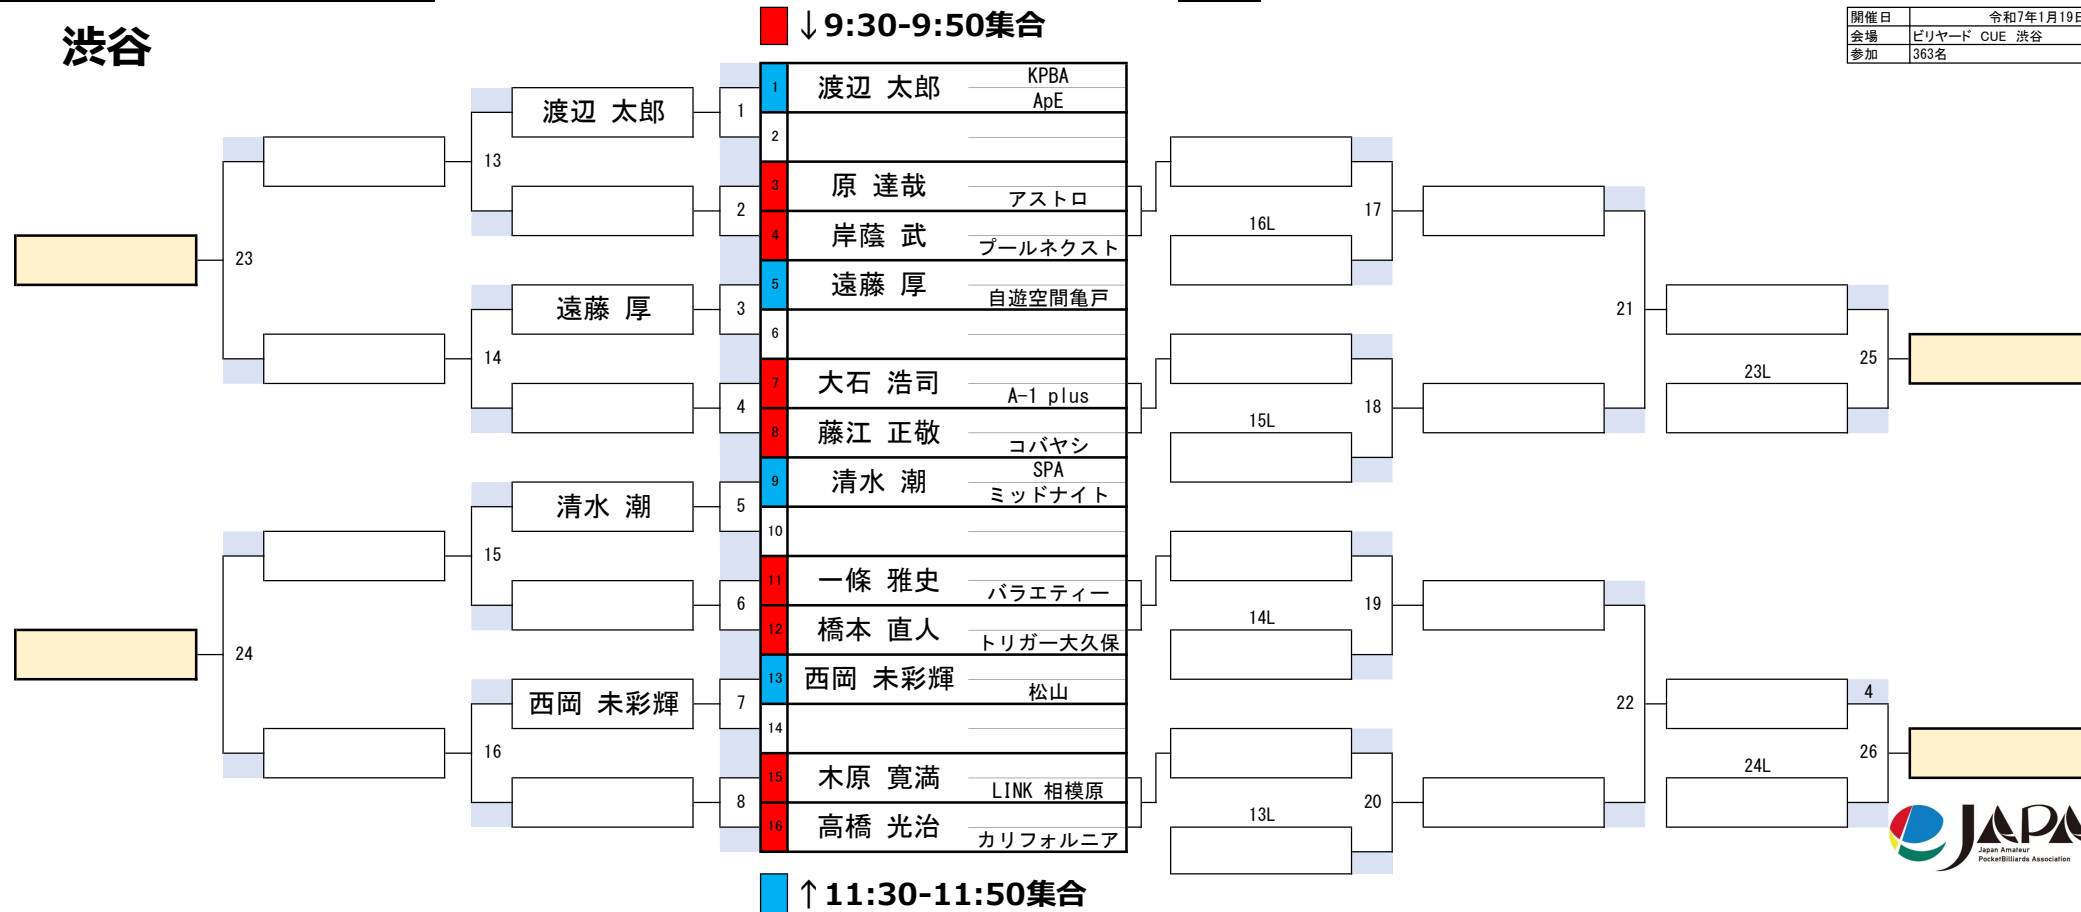 渋谷
↓9:30-9:50集合
開催日 令和7年1月19日
会場 ビリヤード CUE 渋谷
参加 363名
1 渡辺 太郎 KPBA
ApE
2
3 原 達哉 アストロ
4 岸蔭 武 プールネクスト
5 遠藤 厚 自遊空間亀戸
6
7 大石 浩司 A-1 plus
8 藤江 正敬 コバヤシ
9 清水 潮 SPA
ミッドナイト
10
11 一條 雅史 バラエティー
12 橋本 直人 トリガー大久保
13 西岡 未彩輝 松山
14
15 木原 寛満 LINK 相模原
16 高橋 光治 カリフォルニア
渡辺 太郎 1
13
2
23
遠藤 厚 3
14
4
清水 潮 5
15
6
24
西岡 未彩輝 7
16
8
17
16L
21
18
15L
25
23L
19
14L
22
4
26
24L
20
13L
JAPA
Japan Amateur
PocketBilliards Association
↑11:30-11:50集合